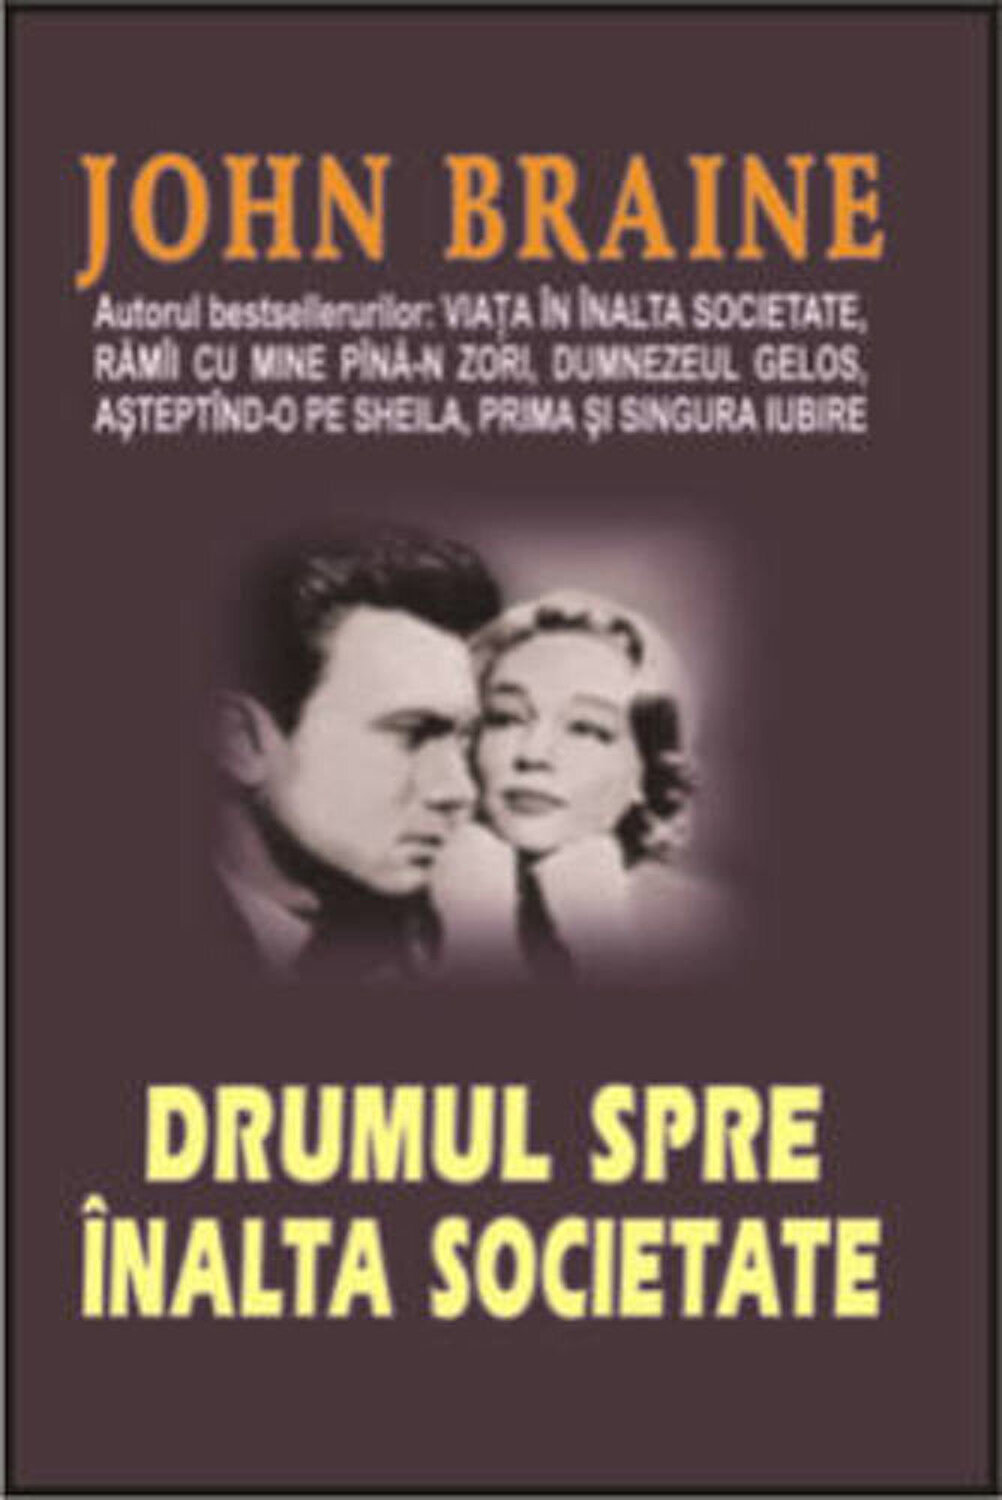 JOHN BRAINE
Autorul bestsellerurilor: VIAȚA ÎN ÎNALTA SOCIETATE,
RĂMÎI CU MINE PÎNĂ-N ZORI, DUMNEZEUL GELOS,
AȘTEPTÎND-O PE SHEILA, PRIMA ȘI SINGURA IUBIRE
DRUMUL SPRE
ÎNALTA SOCIETATE